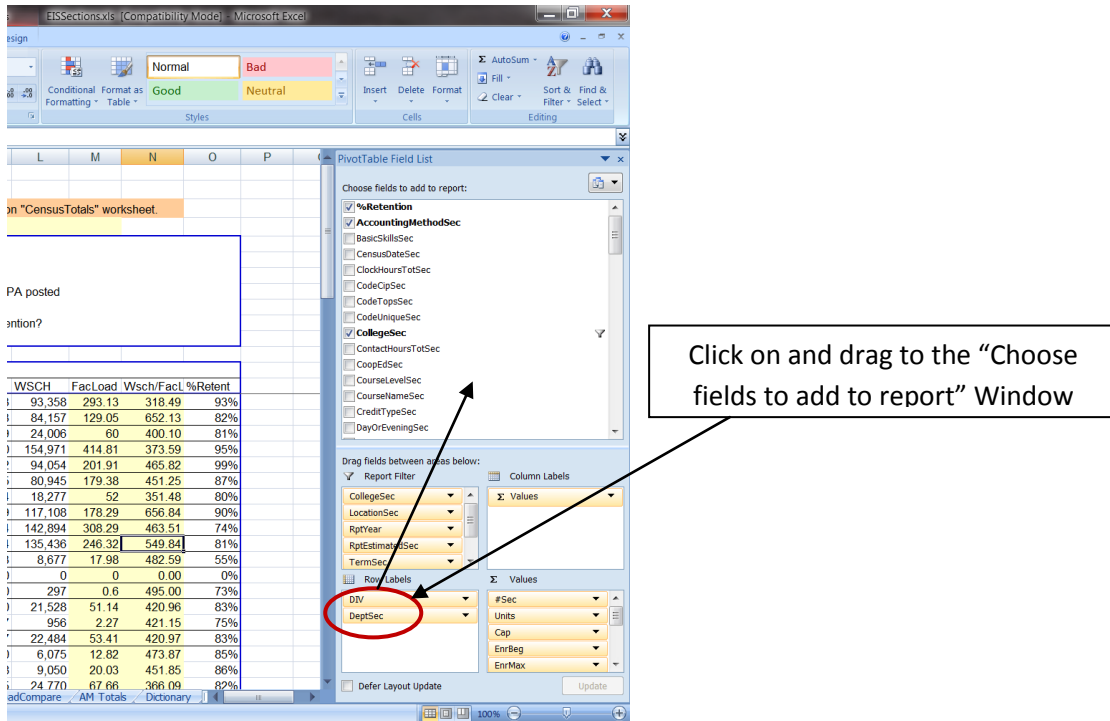 EISSections.xls [Compatibility Mode] - Microsoft Excel
esign
Normal Bad
Good Neutral
Conditional Formatting Format as Table
Styles
Insert Delete Format
Cells
Σ AutoSum
Fill
Clear
Sort & Filter Find & Select
Editing
L M N O P
on "CensusTotals" worksheet.
PA posted
ention?
WSCH FacLoad Wsch/FacL %Retent
93,358 293.13 318.49 93%
84,157 129.05 652.13 82%
24,006 60 400.10 81%
154,971 414.81 373.59 95%
94,054 201.91 465.82 99%
80,945 179.38 451.25 87%
18,277 52 351.48 80%
117,108 178.29 656.84 90%
142,894 308.29 463.51 74%
135,436 246.32 549.84 81%
8,677 17.98 482.59 55%
0 0 0.00 0%
297 0.6 495.00 73%
21,528 51.14 420.96 83%
956 2.27 421.15 75%
22,484 53.41 420.97 83%
6,075 12.82 473.87 85%
9,050 20.03 451.85 86%
24,770 67.66 366.09 82%
adCompare AM Totals Dictionary
PivotTable Field List
Choose fields to add to report:
%Retention
AccountingMethodSec
BasicSkillsSec
CensusDateSec
ClockHoursTotSec
CodeCipSec
CodeTopsSec
CodeUniqueSec
CollegeSec
ContactHoursTotSec
CoopEdSec
CourseLevelSec
CourseNameSec
CreditTypeSec
DayOrEveningSec
Drag fields between areas below:
Report Filter Column Labels
CollegeSec Σ Values
LocationSec
RptYear
RptEstimatedSec
TermSec
Row Labels Σ Values
DIV #Sec
DeptSec Units
Cap
EnrBeg
EnrMax
Defer Layout Update Update
100%
Click on and drag to the “Choose
fields to add to report” Window